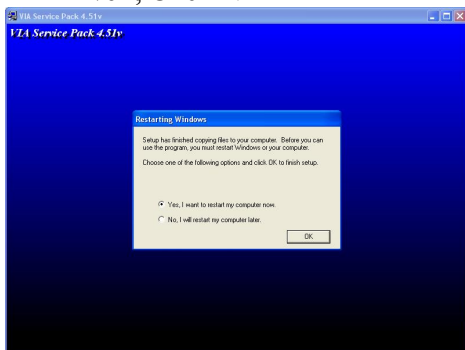 VIA Service Pack 4.51v
VIA Service Pack 4.51v
Restarting Windows
Setup has finished copying files to your computer. Before you can
use the program, you must restart Windows or your computer.
Choose one of the following options and click OK to finish setup.
Yes, I want to restart my computer now.
No, I will restart my computer later.
OK